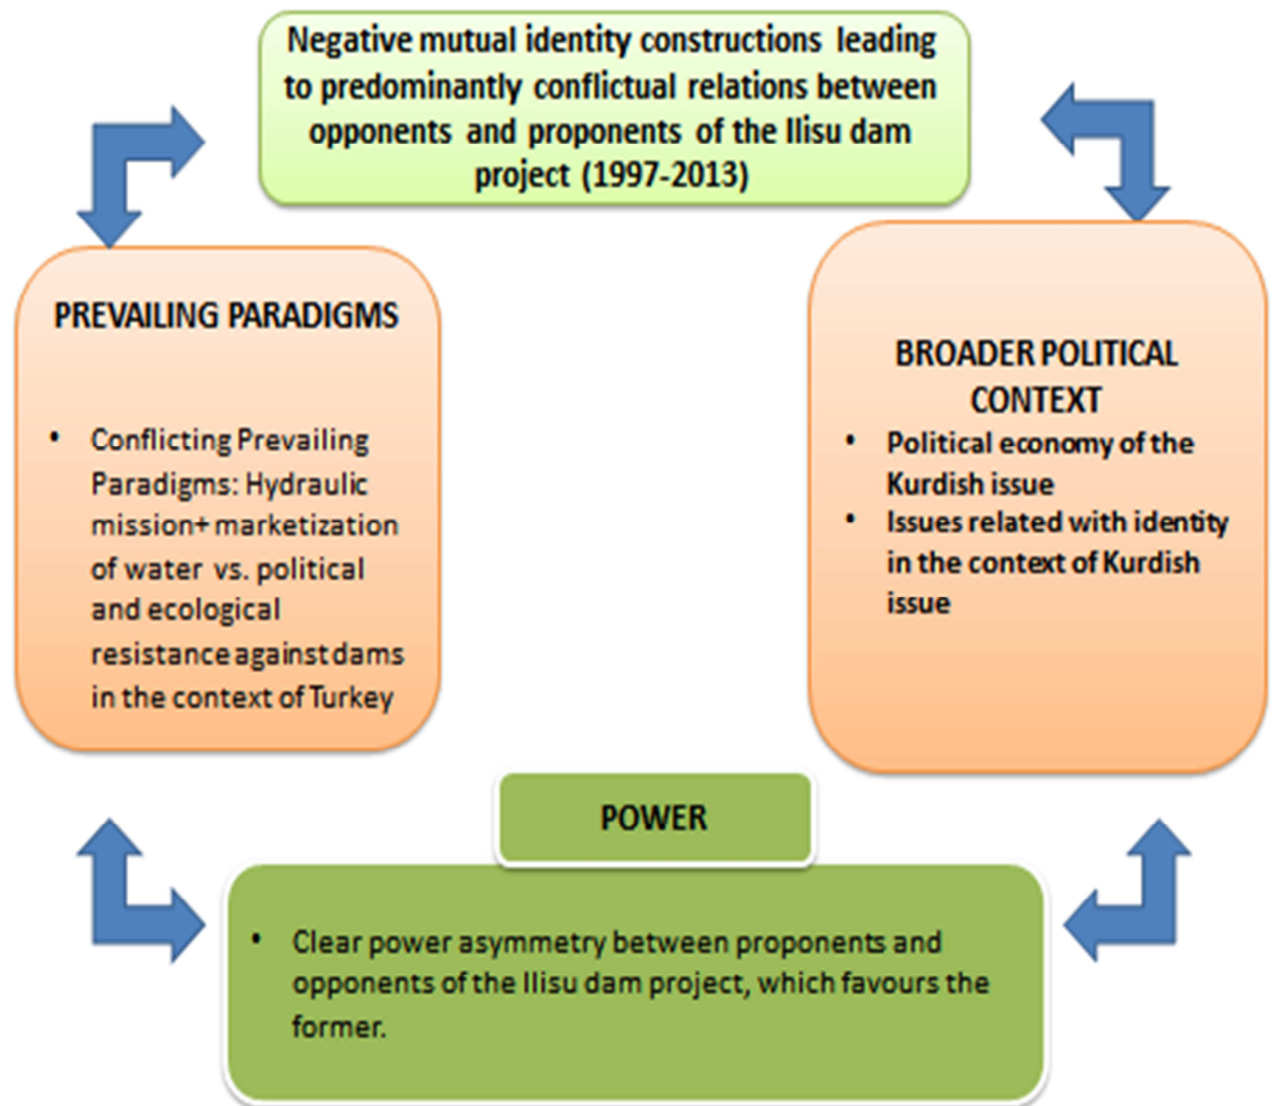 Negative mutual identity constructions leading
to predominantly conflictual relations between
opponents and proponents of the Ilisu dam
project (1997-2013)
PREVAILING PARADIGMS
• Conflicting Prevailing
Paradigms: Hydraulic
mission+ marketization
of water vs. political
and ecological
resistance against dams
in the context of Turkey
BROADER POLITICAL
CONTEXT
• Political economy of the
Kurdish issue
• Issues related with identity
in the context of Kurdish
issue
POWER
• Clear power asymmetry between proponents and
opponents of the Ilisu dam project, which favours the
former.